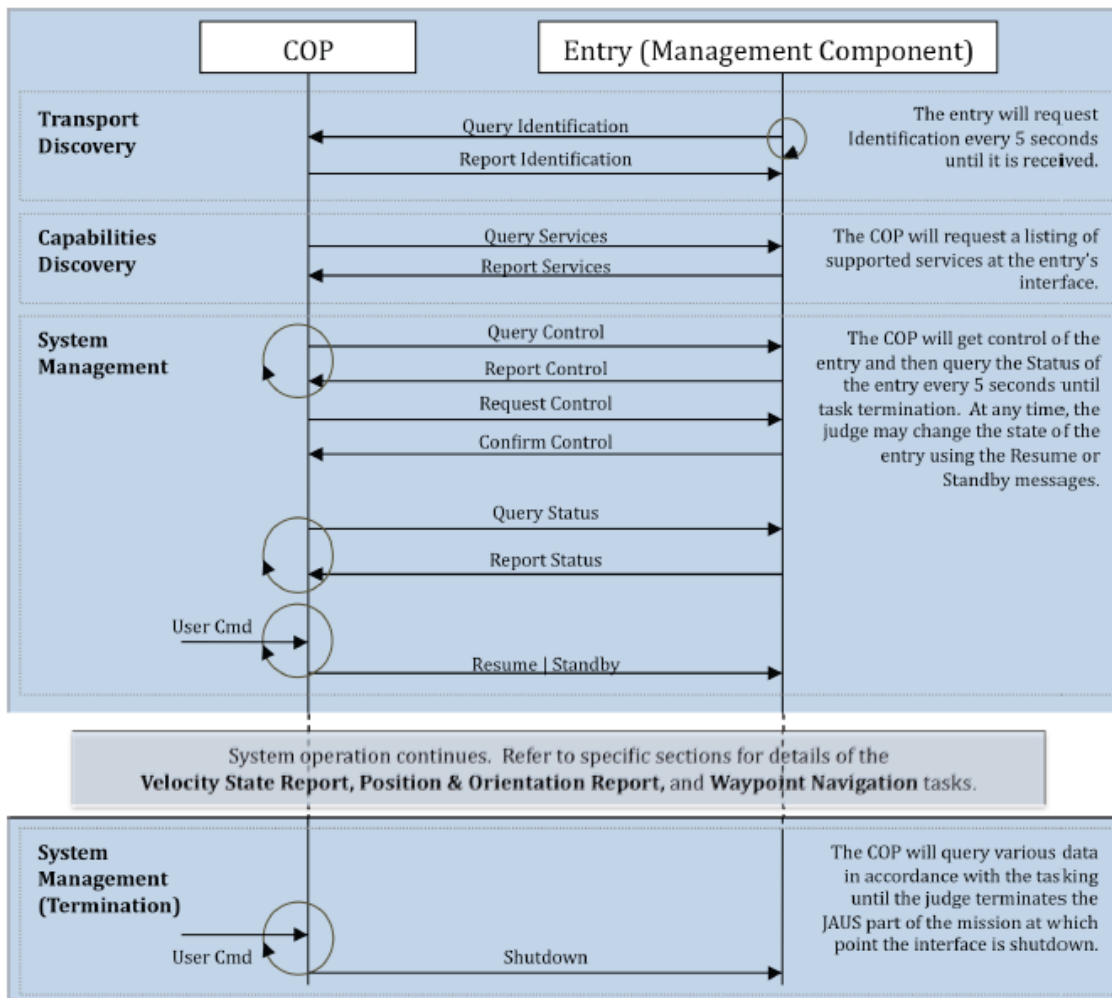 COP
Entry (Management Component)
Transport
Discovery
Query Identification
Report Identification
The entry will request
Identification every 5 seconds
until it is received.
Capabilities
Discovery
Query Services
Report Services
The COP will request a listing of
supported services at the entry's
interface.
System
Management
Query Control
Report Control
Request Control
Confirm Control
Query Status
Report Status
User Cmd
Resume | Standby
The COP will get control of the
entry and then query the Status of
the entry every 5 seconds until
task termination. At any time, the
judge may change the state of the
entry using the Resume or
Standby messages.
System operation continues. Refer to specific sections for details of the
Velocity State Report, Position & Orientation Report, and Waypoint Navigation tasks.
System
Management
(Termination)
User Cmd
Shutdown
The COP will query various data
in accordance with the tasking
until the judge terminates the
JAUS part of the mission at which
point the interface is shutdown.